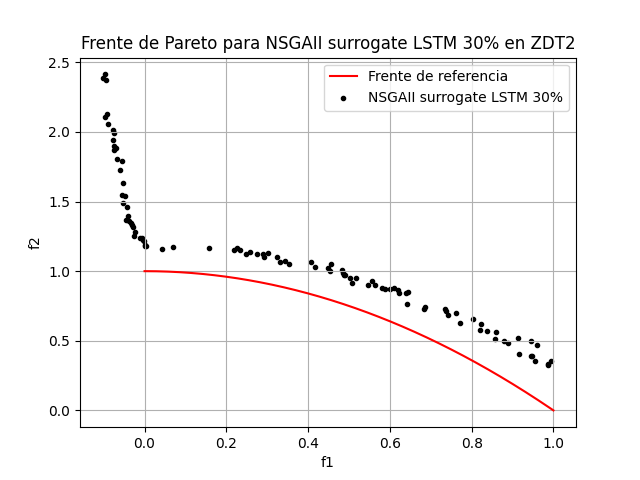 Frente de Pareto para NSGAII surrogate LSTM 30% en ZDT2
Frente de referencia
NSGAII surrogate LSTM 30%
2.5
2.0
1.5
1.0
0.5
0.0
f2
0.0 0.2 0.4 0.6 0.8 1.0
f1